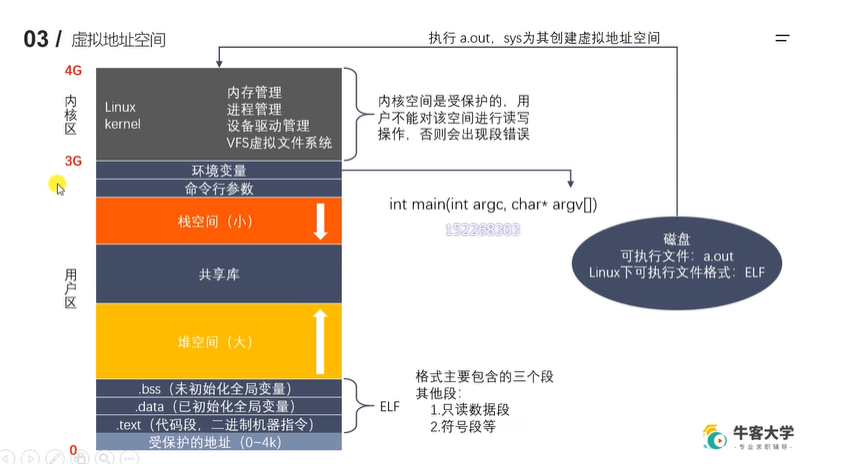 03 / 虚拟地址空间
执行 a.out，sys为其创建虚拟地址空间
4G
内核区
Linux
kernel
内存管理
进程管理
设备驱动管理
VFS虚拟文件系统
内核空间是受保护的，用
户不能对该空间进行读写
操作，否则会出现段错误
3G
环境变量
命令行参数
int main(int argc, char* argv[])
152268303
栈空间（小）
磁盘
可执行文件：a.out
Linux下可执行文件格式：ELF
用户区
共享库
堆空间（大）
.bss（未初始化全局变量）
.data（已初始化全局变量）
.text（代码段，二进制机器指令）
受保护的地址（0~4k）
0
ELF
格式主要包含的三个段
其他段：
1.只读数据段
2.符号段等
牛客大学
- 专业求职辅导 -